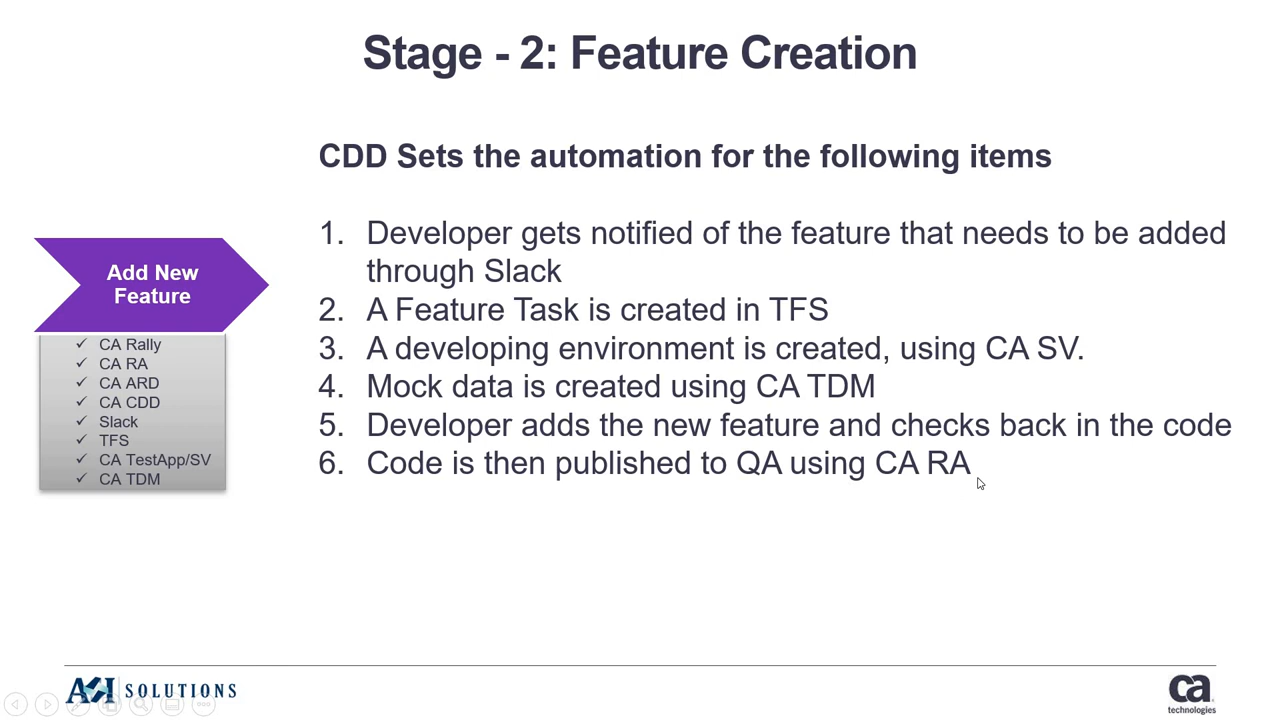 Stage - 2: Feature Creation
CDD Sets the automation for the following items
1. Developer gets notified of the feature that needs to be added
through Slack
2. A Feature Task is created in TFS
3. A developing environment is created, using CA SV.
4. Mock data is created using CA TDM
5. Developer adds the new feature and checks back in the code
6. Code is then published to QA using CA RA
Add New
Feature
✓ CA Rally
✓ CA RA
✓ CA ARD
✓ CA CDD
✓ Slack
✓ TFS
✓ CA TestApp/SV
✓ CA TDM
SOLUTIONS
ca
technologies